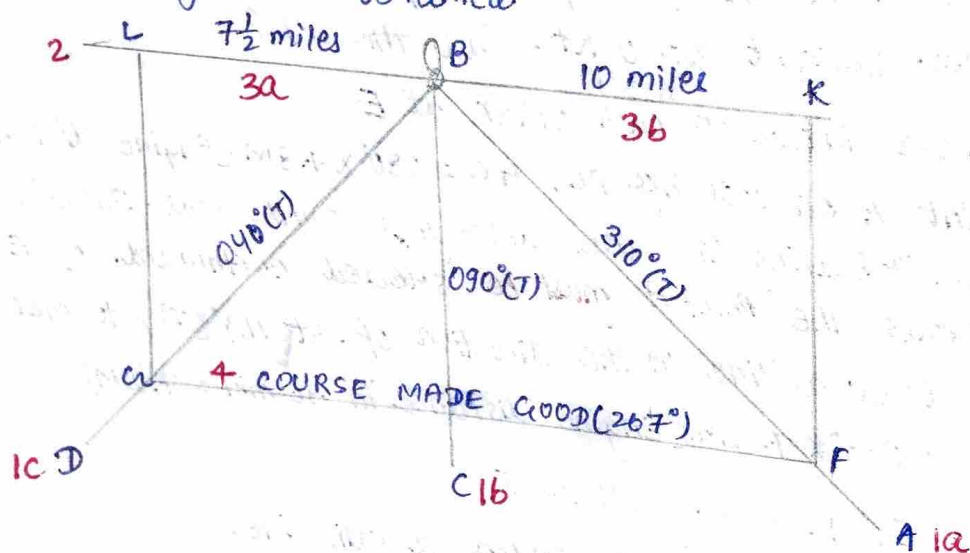 L
7½ miles
B
2
3a
10 miles
K
3b
040°(T)
090°(T)
310°(T)
G
4 COURSE MADE GOOD(267°)
F
1c D
C 1b
A 1a